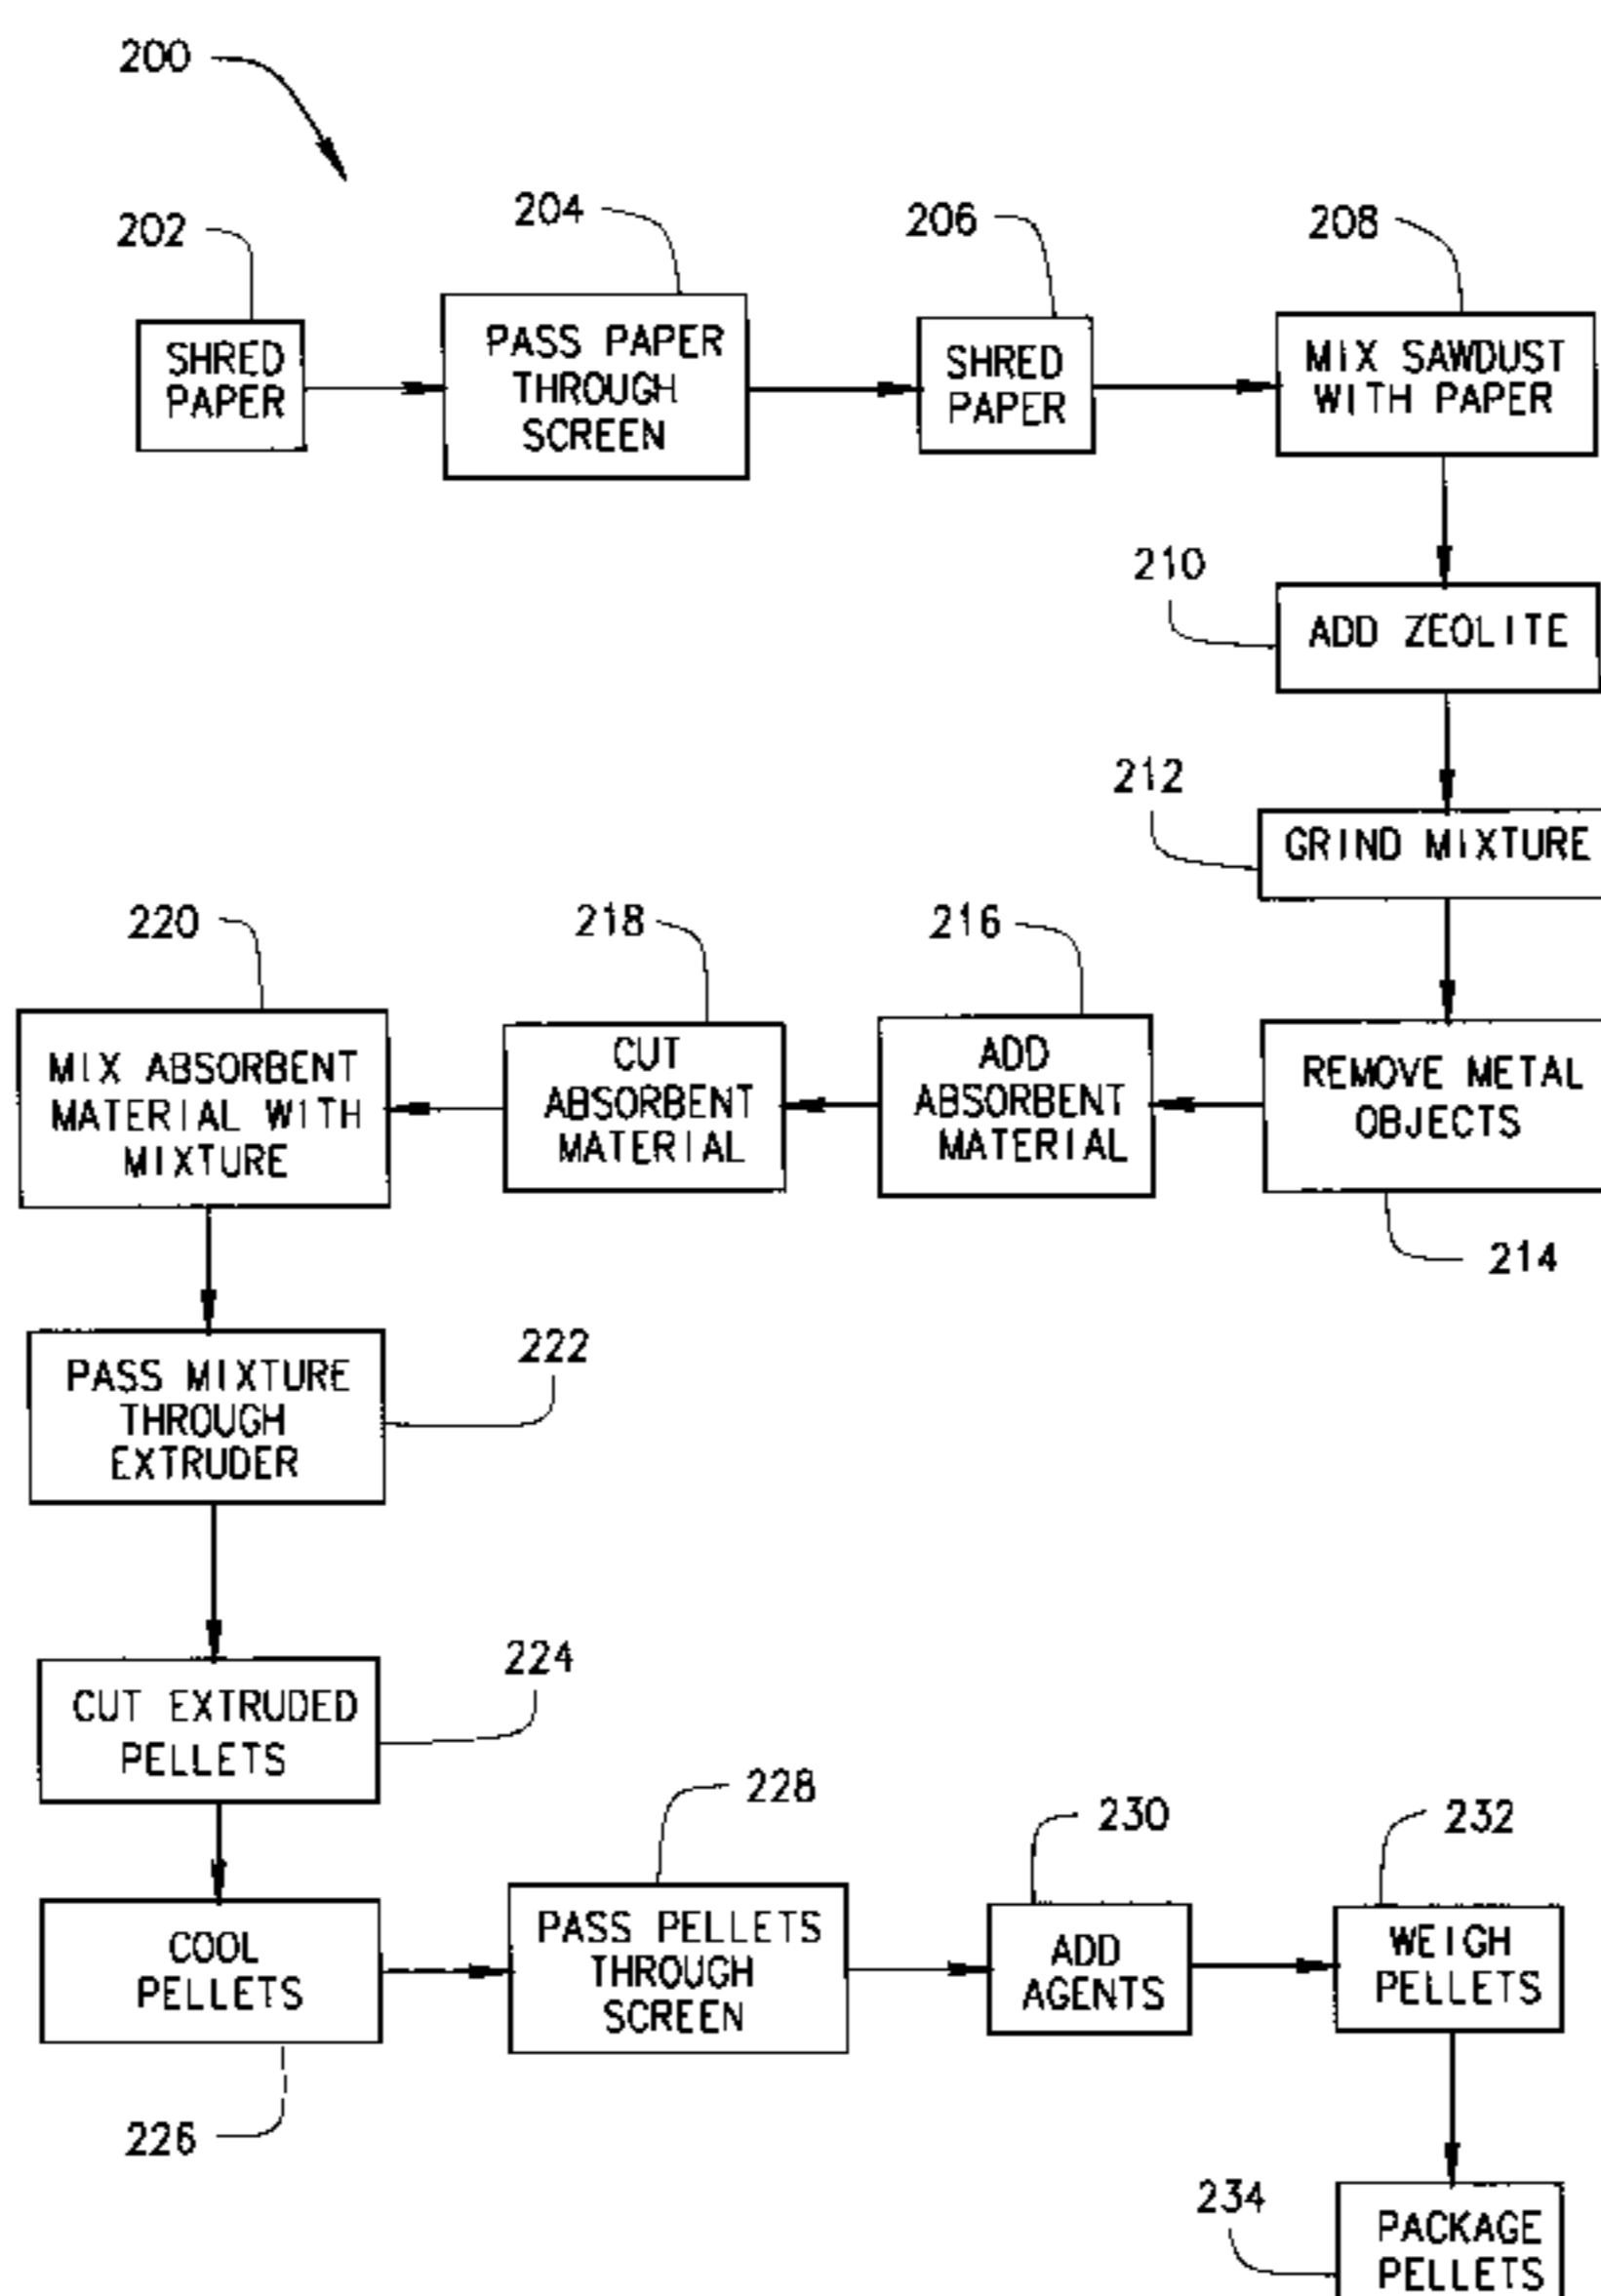 200
202
SHRED
PAPER
204
PASS PAPER
THROUGH
SCREEN
206
SHRED
PAPER
208
MIX SAWDUST
WITH PAPER
210
ADD ZEOLITE
212
GRIND MIXTURE
214
REMOVE METAL
OBJECTS
216
ADD
ABSORBENT
MATERIAL
218
CUT
ABSORBENT
MATERIAL
220
MIX ABSORBENT
MATERIAL WITH
MIXTURE
222
PASS MIXTURE
THROUGH
EXTRUDER
224
CUT EXTRUDED
PELLETS
226
COOL
PELLETS
228
PASS PELLETS
THROUGH
SCREEN
230
ADD
AGENTS
232
WEIGH
PELLETS
234
PACKAGE
PELLETS